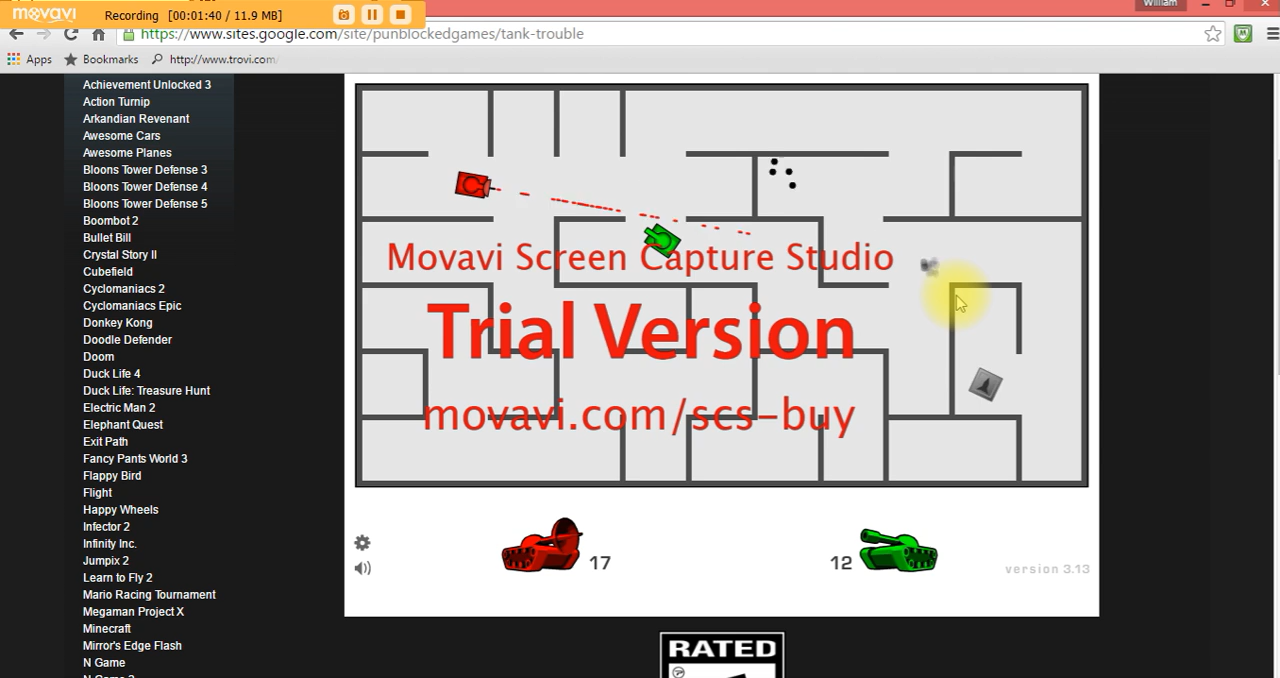 movavi
Recording [00:01:40 / 11.9 MB]
William
https://www.sites.google.com/site/punblockedgames/tank-trouble
Apps
Bookmarks
http://www.trovi.com
Achievement Unlocked 3
Action Turnip
Arkandian Revenant
Awesome Cars
Awesome Planes
Bloons Tower Defense 3
Bloons Tower Defense 4
Bloons Tower Defense 5
Boombot 2
Bullet Bill
Crystal Story II
Cubefield
Cyclomaniacs 2
Cyclomaniacs Epic
Donkey Kong
Doodle Defender
Doom
Duck Life 4
Duck Life: Treasure Hunt
Electric Man 2
Elephant Quest
Exit Path
Fancy Pants World 3
Flappy Bird
Flight
Happy Wheels
Infector 2
Infinity Inc.
Jumpix 2
Learn to Fly 2
Mario Racing Tournament
Megaman Project X
Minecraft
Mirror's Edge Flash
N Game
Movavi Screen Capture Studio
Trial Version
movavi.com/scs-buy
17
12
version 3.13
RATED